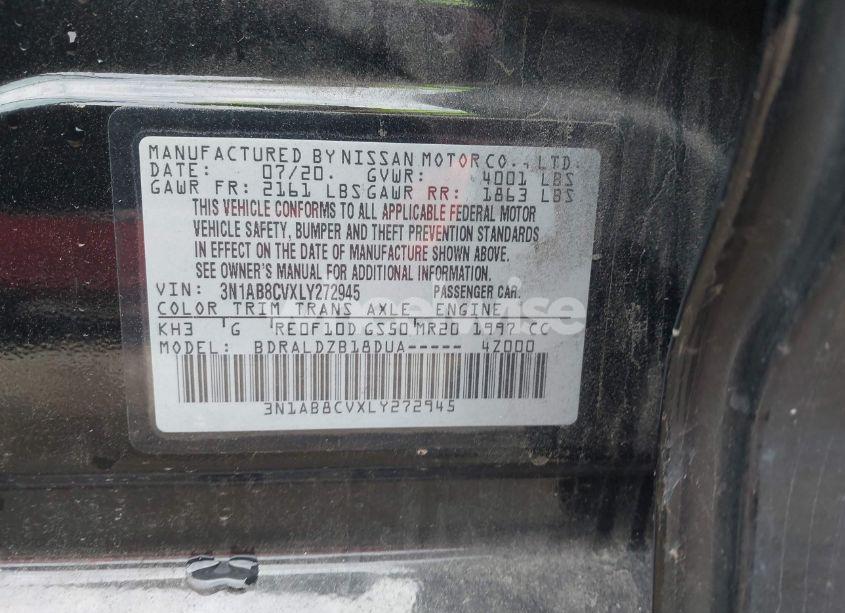 MANUFACTURED BY NISSAN MOTOR CO., LTD.
DATE: 07/20. GVWR: 4001 LBS
GAWR FR: 2161 LBS GAWR RR: 1863 LBS
THIS VEHICLE CONFORMS TO ALL APPLICABLE FEDERAL MOTOR
VEHICLE SAFETY, BUMPER AND THEFT PREVENTION STANDARDS
IN EFFECT ON THE DATE OF MANUFACTURE SHOWN ABOVE.
SEE OWNER'S MANUAL FOR ADDITIONAL INFORMATION.
VIN: 3N1AB8CVXLY272945 PASSENGER CAR.
COLOR TRIM TRANS AXLE ENGINE
KH3 G RE0F10D GS50 MR20 1997 CC
MODEL: BDRALDZB18DUA----- 4Z000
3N1AB8CVXLY272945